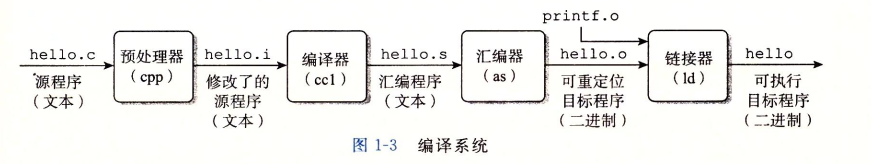 printf.o
hello.c
预处理器
(cpp)
hello.i
编译器
(cc1)
hello.s
汇编器
(as)
hello.o
链接器
(ld)
hello
源程序
(文本)
修改了的
源程序
(文本)
汇编程序
(文本)
可重定位
目标程序
(二进制)
可执行
目标程序
(二进制)
图 1-3 编译系统